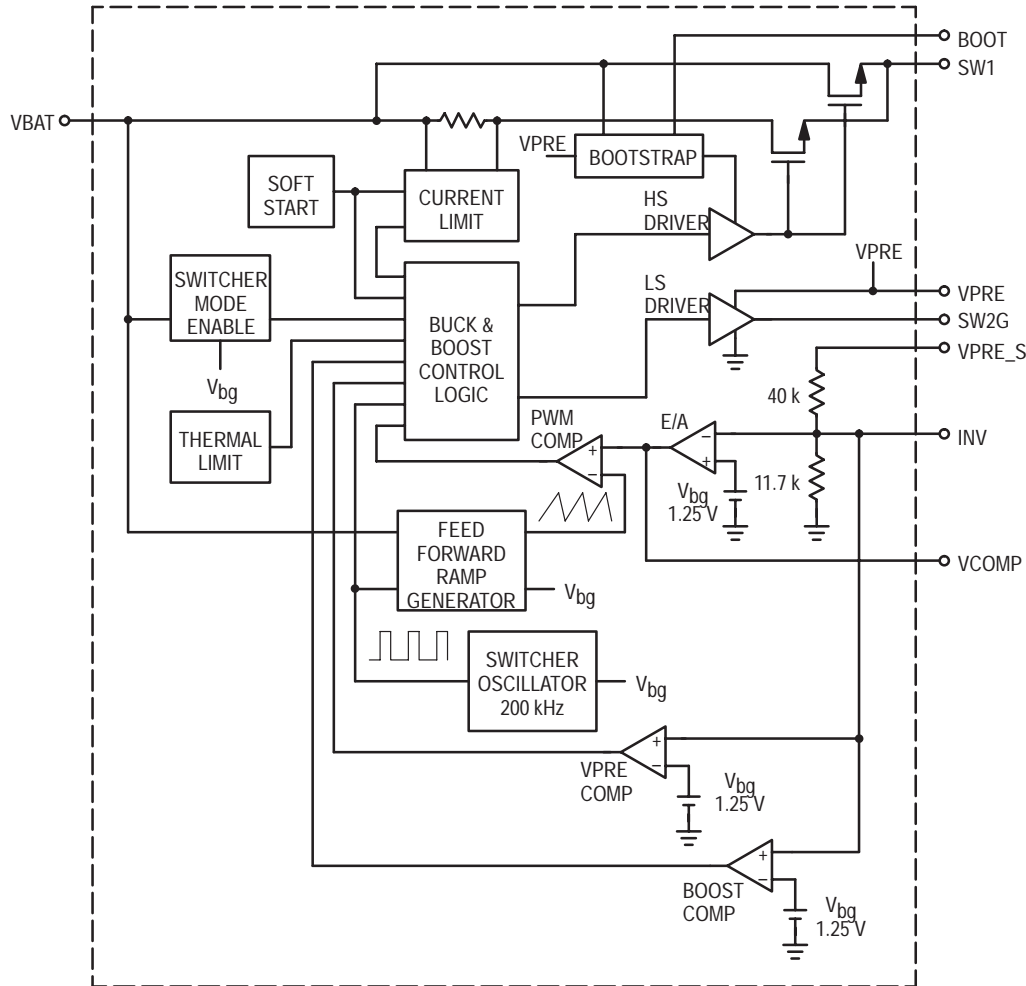 BOOT
SW1
VBAT
VPRE
BOOTSTRAP
SOFT
START
CURRENT
LIMIT
HS
DRIVER
VPRE
SWITCHER
MODE
ENABLE
BUCK &
BOOST
CONTROL
LOGIC
LS
DRIVER
VPRE
SW2G
VPRE_S
Vbg
40 k
THERMAL
LIMIT
PWM
COMP
+
−
E/A
−
+
INV
11.7 k
Vbg
1.25 V
FEED
FORWARD
RAMP
GENERATOR
Vbg
VCOMP
SWITCHER
OSCILLATOR
200 kHz
Vbg
+
−
VPRE
COMP
Vbg
1.25 V
+
−
BOOST
COMP
Vbg
1.25 V